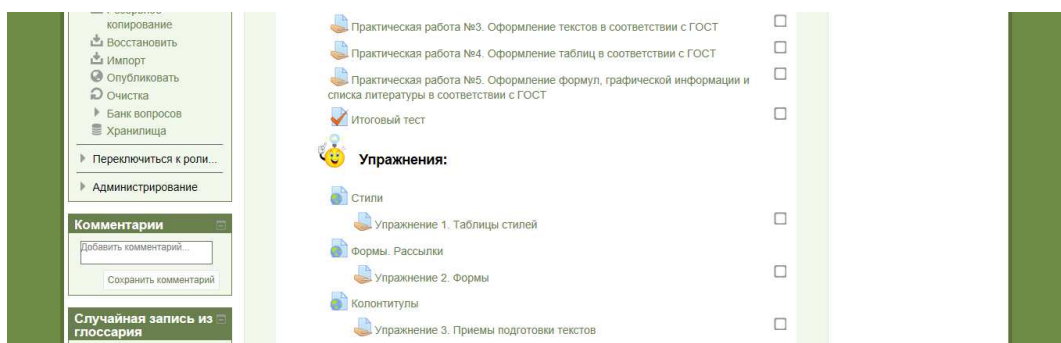 Резервное
копирование
Восстановить
Импорт
Опубликовать
Очистка
Банк вопросов
Хранилища
Переключиться к роли...
Администрирование
Комментарии
Добавить комментарий...
Сохранить комментарий
Случайная запись из
глоссария
Практическая работа №3. Оформление текстов в соответствии с ГОСТ
Практическая работа №4. Оформление таблиц в соответствии с ГОСТ
Практическая работа №5. Оформление формул, графической информации и
списка литературы в соответствии с ГОСТ
Итоговый тест
Упражнения:
Стили
Упражнение 1. Таблицы стилей
Формы. Рассылки
Упражнение 2. Формы
Колонтитулы
Упражнение 3. Приемы подготовки текстов